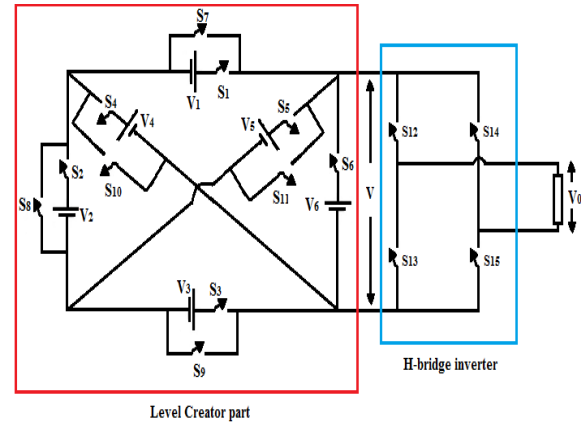 S7
V1
S1
S4
V4
V5
S5
S12
S14
S2
S10
S6
S8
V2
S11
V6
V
V0
S13
S15
V3
S3
S9
H-bridge inverter
Level Creator part